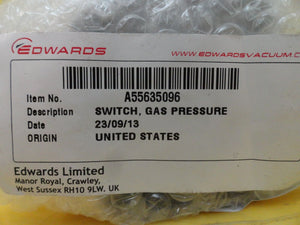 EDWARDS
WWW.EDWARDSVACUUM.CO
Item No. A55635096
Description SWITCH, GAS PRESSURE
Date 23/09/13
ORIGIN UNITED STATES
Edwards Limited
Manor Royal, Crawley,
West Sussex RH10 9LW. UK